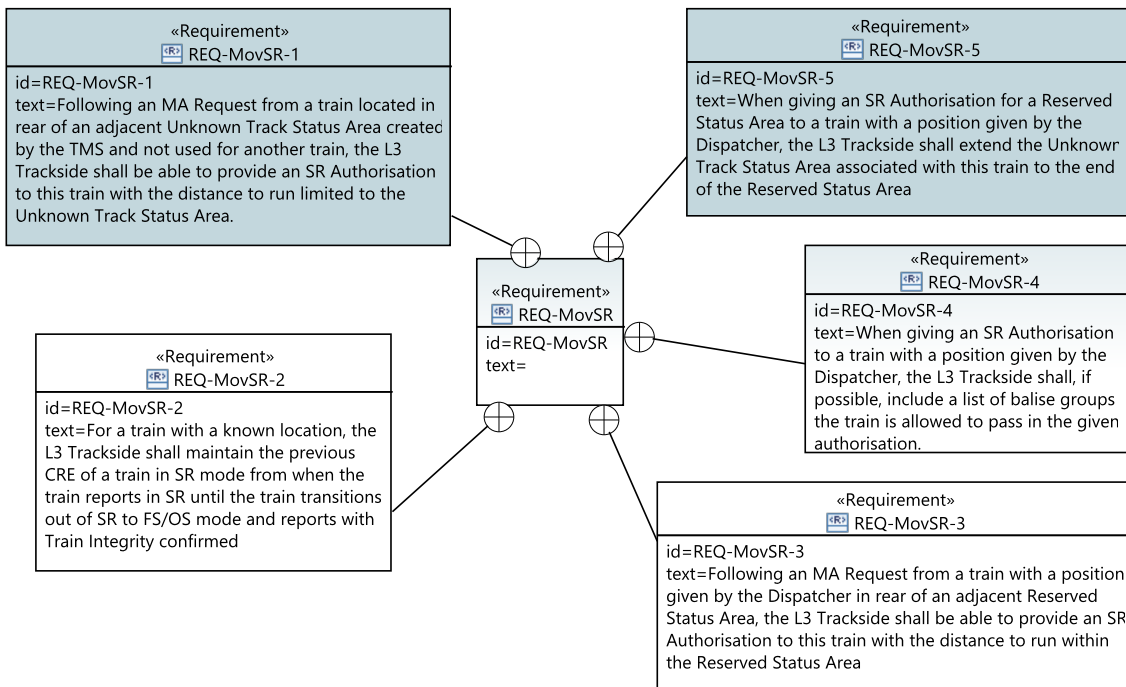 «Requirement»
REQ-MovSR-1
id=REQ-MovSR-1
text=Following an MA Request from a train located in
rear of an adjacent Unknown Track Status Area created
by the TMS and not used for another train, the L3
Trackside shall be able to provide an SR Authorisation
to this train with the distance to run limited to the
Unknown Track Status Area.
«Requirement»
REQ-MovSR-5
id=REQ-MovSR-5
text=When giving an SR Authorisation for a Reserved
Status Area to a train with a position given by the
Dispatcher, the L3 Trackside shall extend the Unknown
Track Status Area associated with this train to the end
of the Reserved Status Area
«Requirement»
REQ-MovSR
id=REQ-MovSR
text=
«Requirement»
REQ-MovSR-4
id=REQ-MovSR-4
text=When giving an SR Authorisation
to a train with a position given by the
Dispatcher, the L3 Trackside shall, if
possible, include a list of balise groups
the train is allowed to pass in the given
authorisation.
«Requirement»
REQ-MovSR-2
id=REQ-MovSR-2
text=For a train with a known location, the
L3 Trackside shall maintain the previous
CRE of a train in SR mode from when the
train reports in SR until the train transitions
out of SR to FS/OS mode and reports with
Train Integrity confirmed
«Requirement»
REQ-MovSR-3
id=REQ-MovSR-3
text=Following an MA Request from a train with a position
given by the Dispatcher in rear of an adjacent Reserved
Status Area, the L3 Trackside shall be able to provide an SR
Authorisation to this train with the distance to run within
the Reserved Status Area